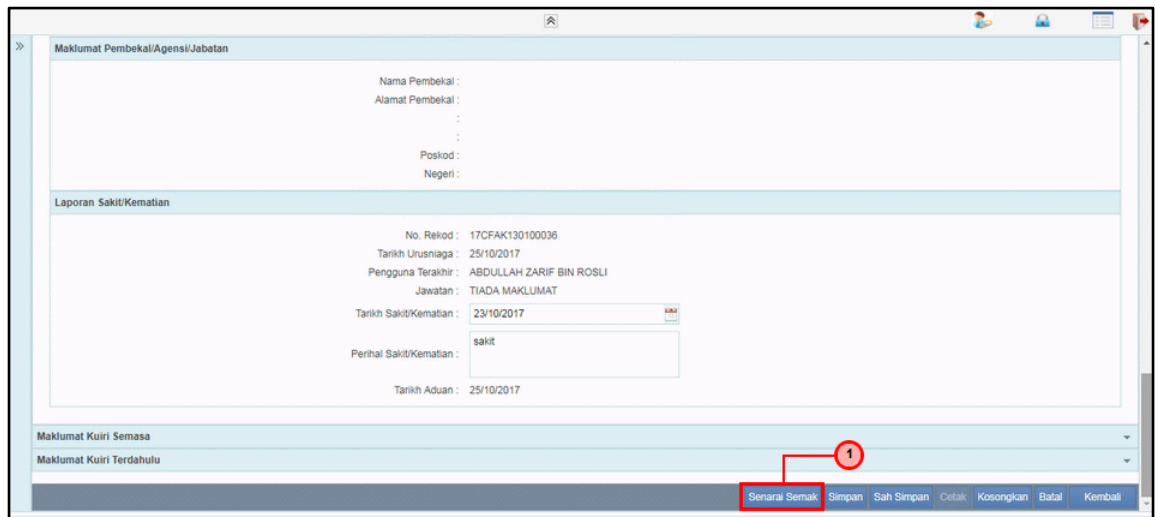 Maklumat Pembekal/Agensi/Jabatan
Nama Pembekal :
Alamat Pembekal :
:
:
Poskod :
Negeri :
Laporan Sakit/Kematian
No. Rekod : 17CFAK130100036
Tarikh Urusniaga : 25/10/2017
Pengguna Terakhir : ABDULLAH ZARIF BIN ROSLI
Jawatan : TIADA MAKLUMAT
Tarikh Sakit/Kematian : 23/10/2017
Perihal Sakit/Kematian : sakit
Tarikh Aduan : 25/10/2017
Maklumat Kuiri Semasa
Maklumat Kuiri Terdahulu
1
Senarai Semak Simpan Sah Simpan Cetak Kosongkan Batal Kembali